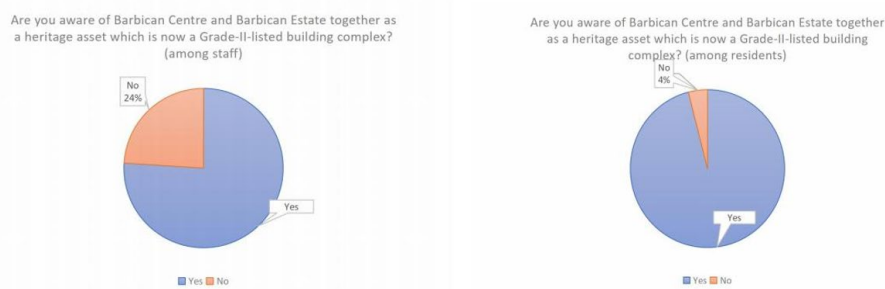 Are you aware of Barbican Centre and Barbican Estate together as
a heritage asset which is now a Grade-II-listed building complex?
(among staff)
No
24%
Yes
Yes No
Are you aware of Barbican Centre and Barbican Estate together
as a heritage asset which is now a Grade-II-listed building
complex? (among residents)
No
4%
Yes
Yes No